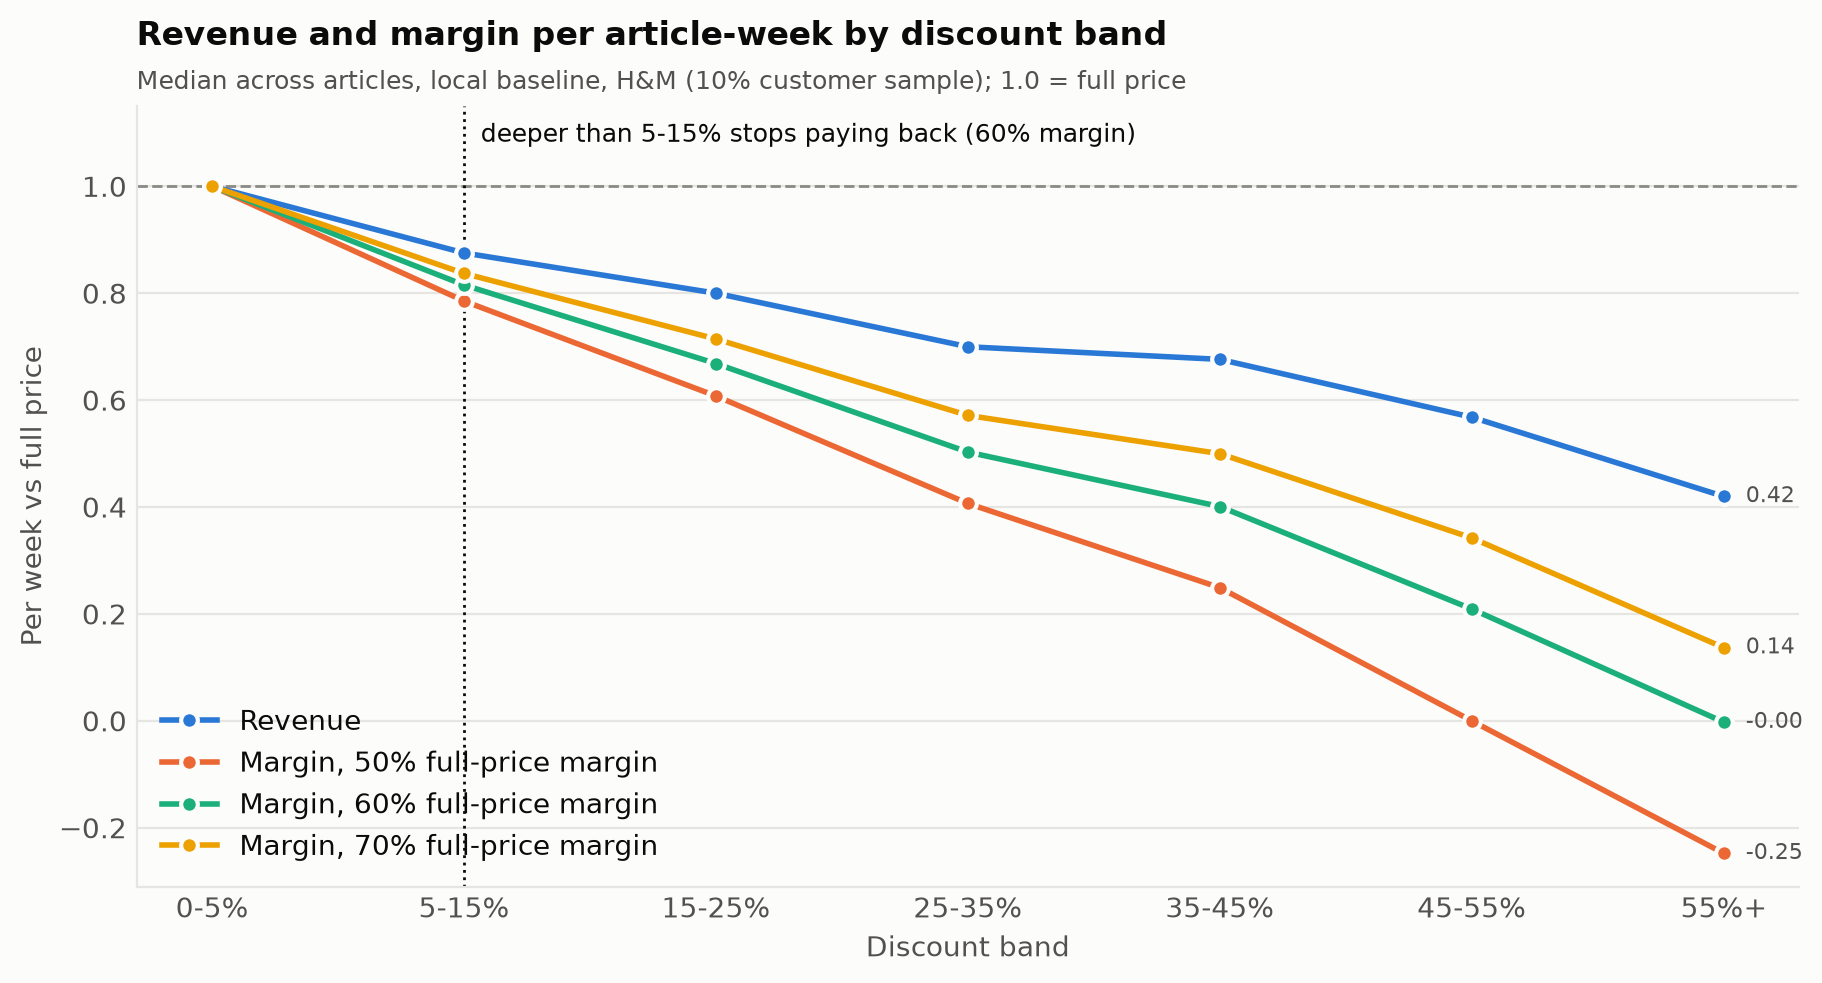 Revenue and margin per article-week by discount band
Median across articles, local baseline, H&M (10% customer sample); 1.0 = full price
deeper than 5-15% stops paying back (60% margin)
Per week vs full price
1.0
0.8
0.6
0.4
0.2
0.0
−0.2
0.42
0.14
-0.00
-0.25
Revenue
Margin, 50% full-price margin
Margin, 60% full-price margin
Margin, 70% full-price margin
0-5% 5-15% 15-25% 25-35% 35-45% 45-55% 55%+
Discount band